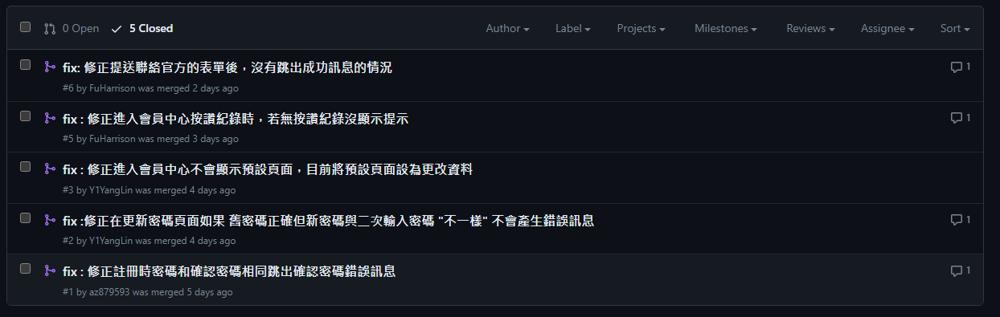 0 Open 5 Closed Author Label Projects Milestones Reviews Assignee Sort
fix: 修正提送聯絡官方的表單後，沒有跳出成功訊息的情況 1
#6 by FuHarrison was merged 2 days ago
fix : 修正進入會員中心按讚紀錄時，若無按讚紀錄沒顯示提示 1
#5 by FuHarrison was merged 3 days ago
fix : 修正進入會員中心不會顯示預設頁面，目前將預設頁面設為更改資料 1
#3 by Y1YangLin was merged 4 days ago
fix :修正在更新密碼頁面如果 舊密碼正確但新密碼與二次輸入密碼 "不一樣" 不會產生錯誤訊息 1
#2 by Y1YangLin was merged 4 days ago
fix : 修正註冊時密碼和確認密碼相同跳出確認密碼錯誤訊息 1
#1 by az879593 was merged 5 days ago